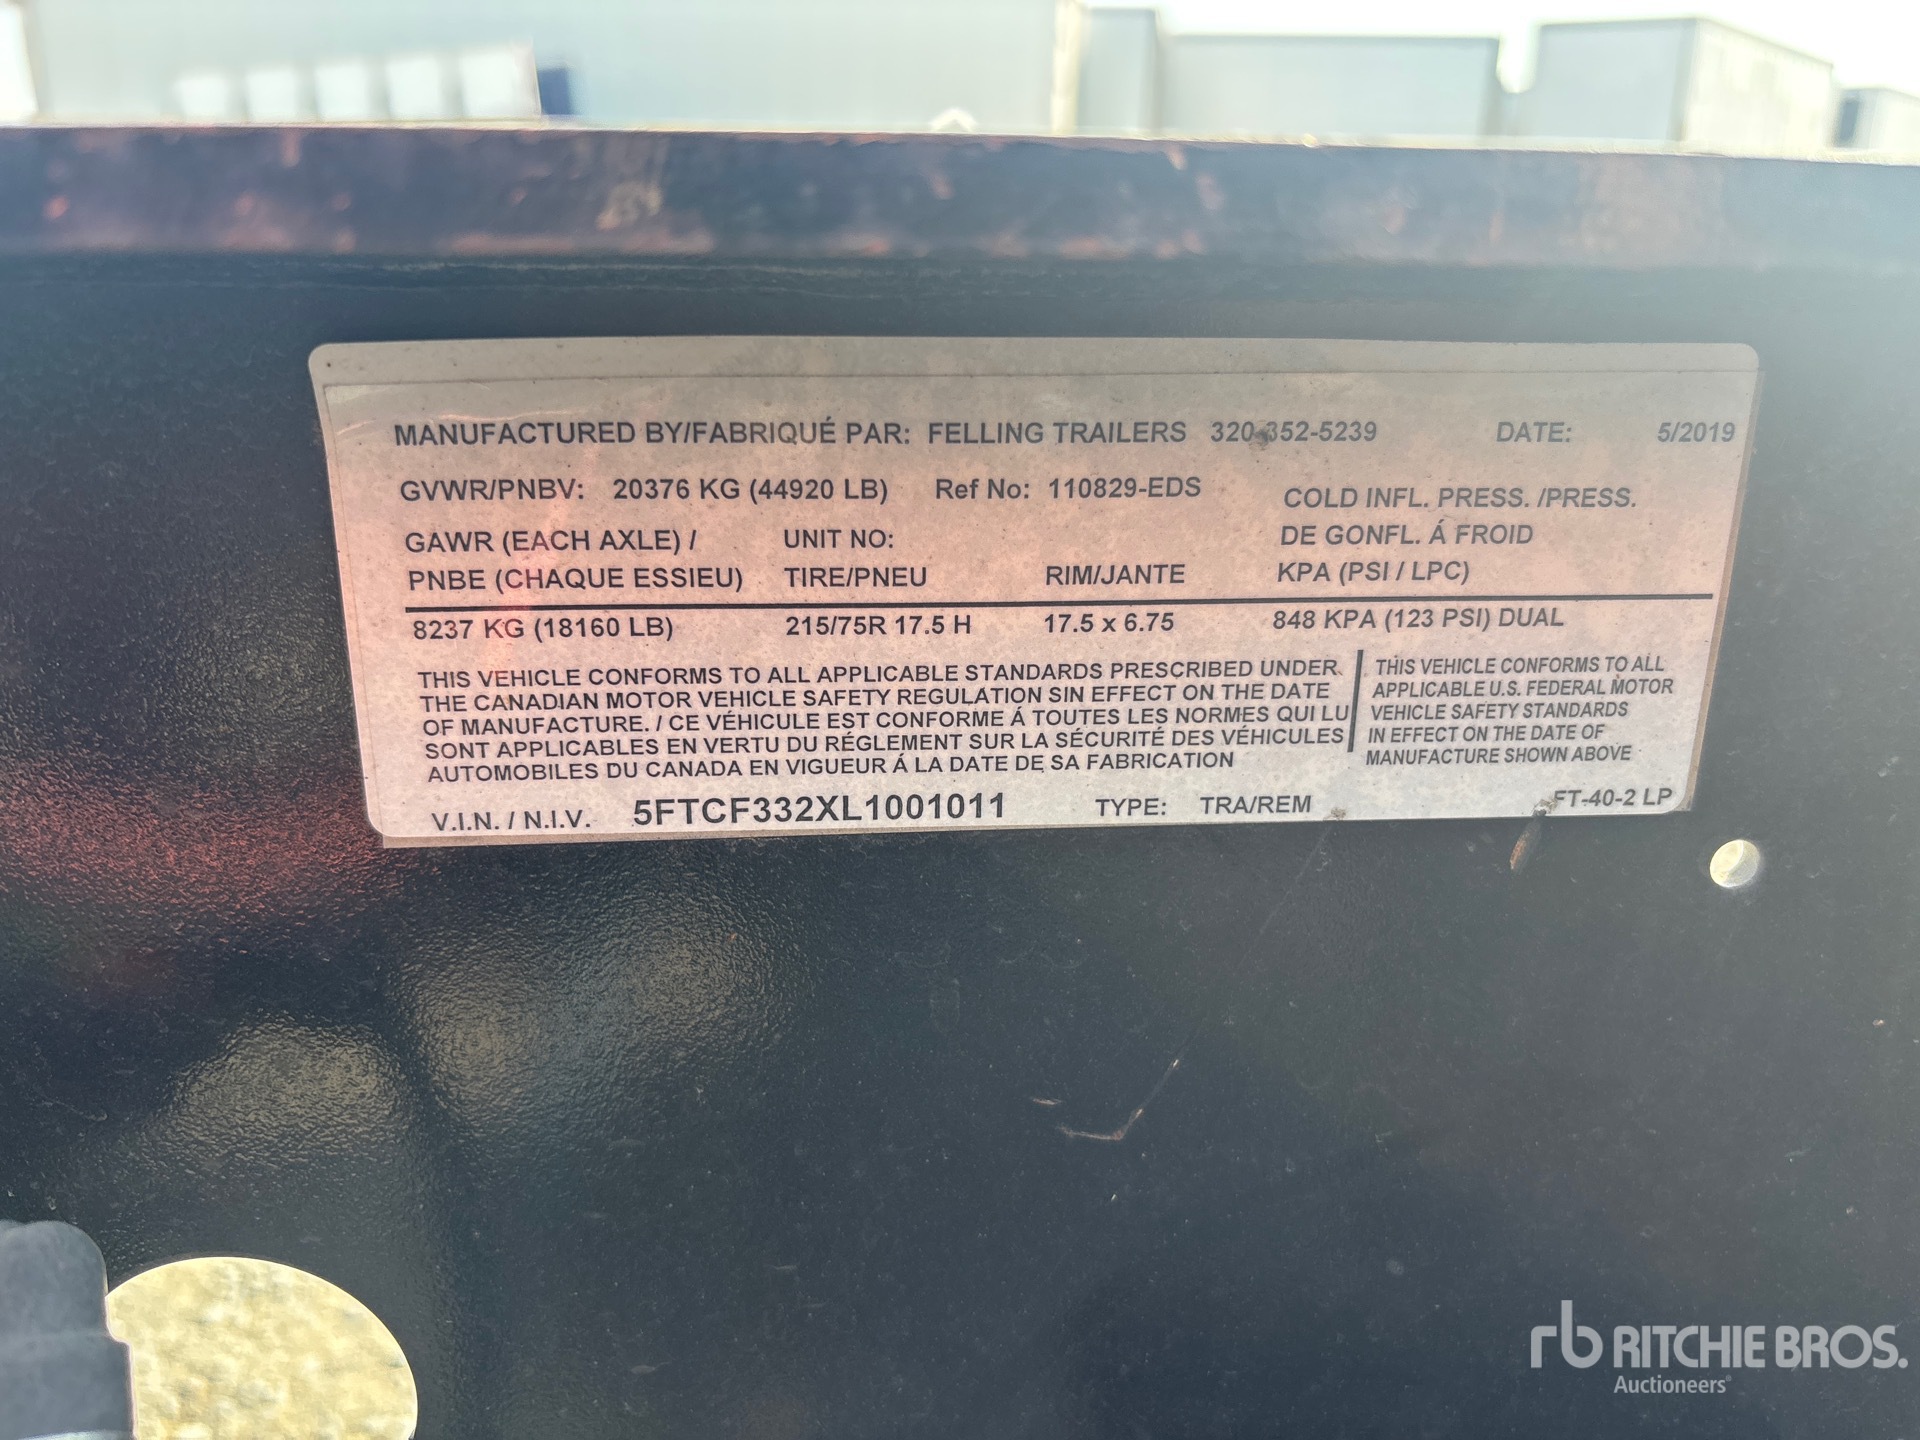 MANUFACTURED BY/FABRIQUÉ PAR: FELLING TRAILERS 320-352-5239 DATE: 5/2019
GVWR/PNBV: 20376 KG (44920 LB) Ref No: 110829-EDS
COLD INFL. PRESS. /PRESS.
DE GONFL. Á FROID
KPA (PSI / LPC)
GAWR (EACH AXLE) / UNIT NO:
PNBE (CHAQUE ESSIEU) TIRE/PNEU RIM/JANTE
8237 KG (18160 LB) 215/75R 17.5 H 17.5 x 6.75 848 KPA (123 PSI) DUAL
THIS VEHICLE CONFORMS TO ALL APPLICABLE STANDARDS PRESCRIBED UNDER
THE CANADIAN MOTOR VEHICLE SAFETY REGULATION SIN EFFECT ON THE DATE
OF MANUFACTURE. / CE VÉHICULE EST CONFORME Á TOUTES LES NORMES QUI LU
SONT APPLICABLES EN VERTU DU RÉGLEMENT SUR LA SÉCURITÉ DES VÉHICULES
AUTOMOBILES DU CANADA EN VIGUEUR Á LA DATE DE SA FABRICATION
THIS VEHICLE CONFORMS TO ALL
APPLICABLE U.S. FEDERAL MOTOR
VEHICLE SAFETY STANDARDS
IN EFFECT ON THE DATE OF
MANUFACTURE SHOWN ABOVE
V.I.N. / N.I.V. 5FTCF332XL1001011 TYPE: TRA/REM FT-40-2 LP
rb RITCHIE BROS.
Auctioneers